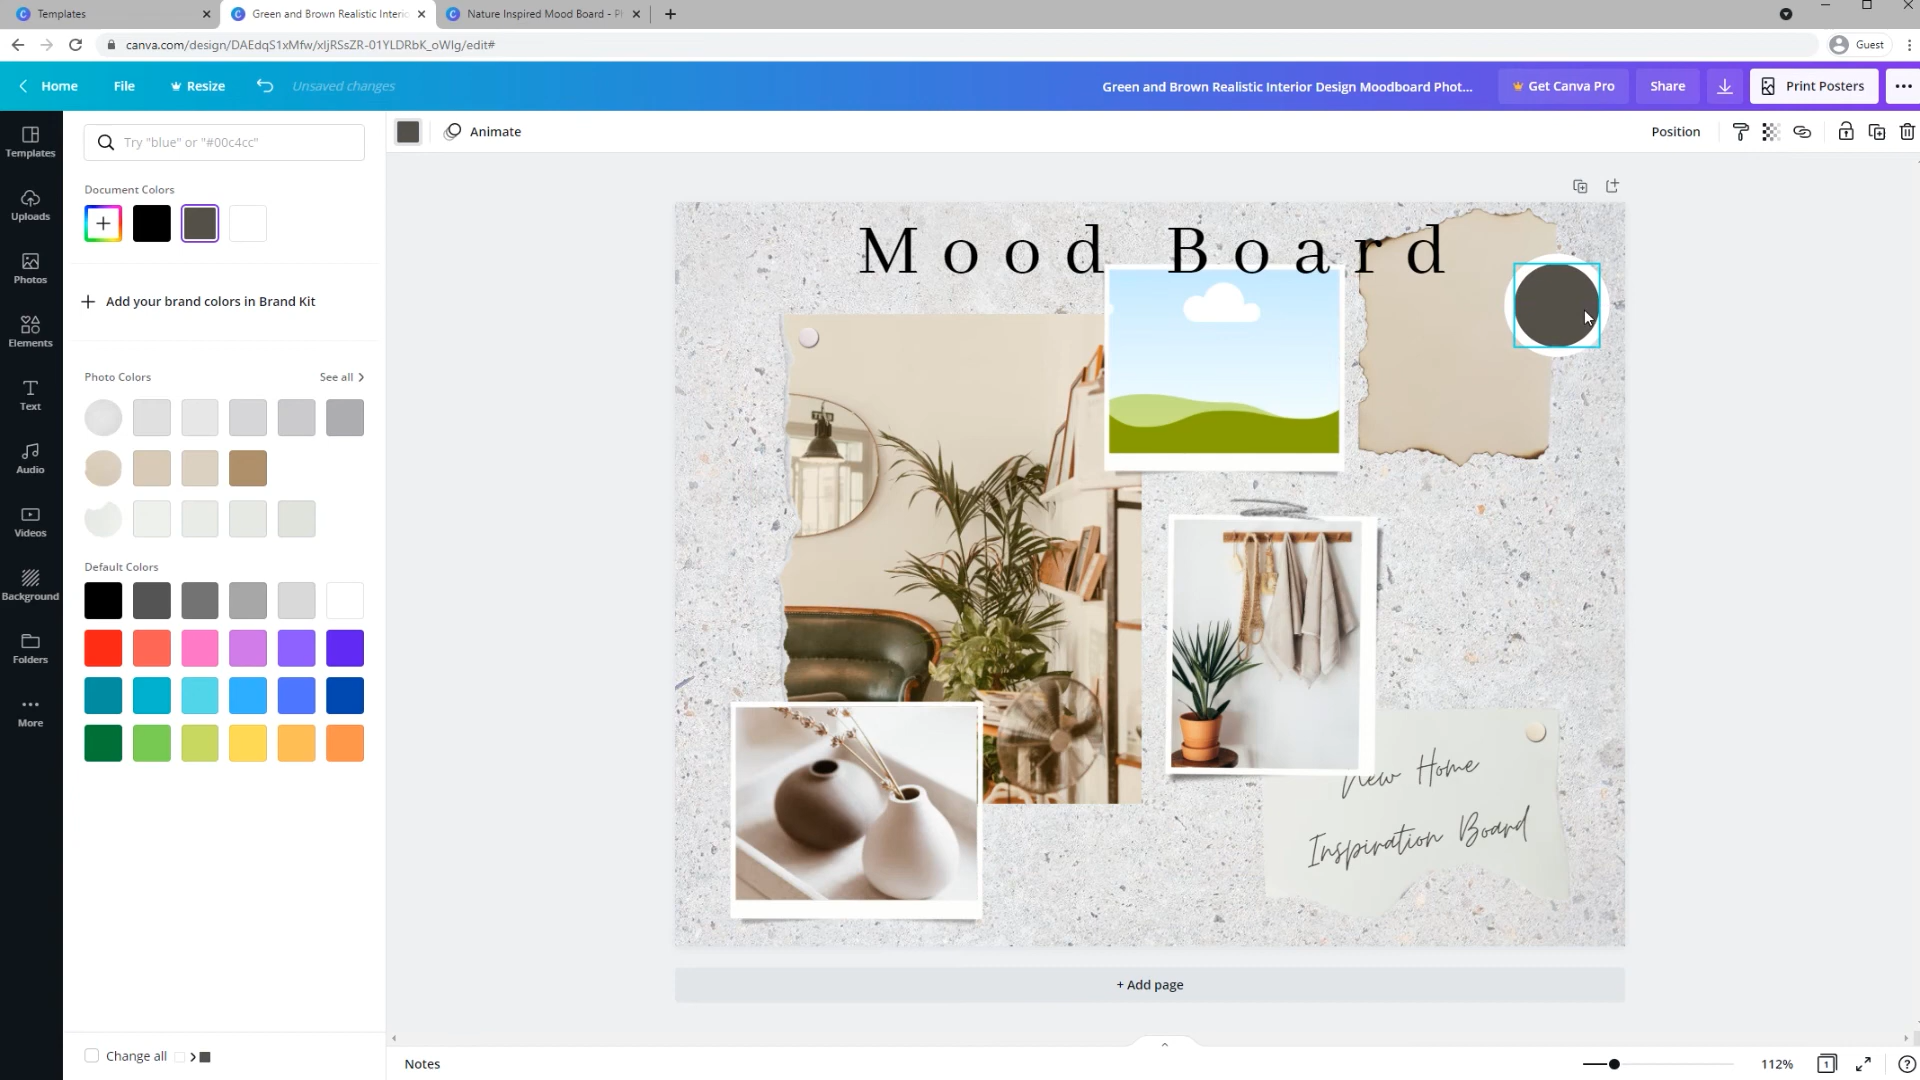 Templates
Green and Brown Realistic Interio
Nature Inspired Mood Board - Ph
canva.com/design/DAEdqS1xMfw/xIjRSsZR-01YLDRbK_oWIg/edit#
Guest
Home
File
Resize
Unsaved changes
Green and Brown Realistic Interior Design Moodboard Phot...
Get Canva Pro
Share
Print Posters
Templates
Uploads
Photos
Elements
Text
Audio
Videos
Background
Folders
More
Try "blue" or "#00c4cc"
Document Colors
Add your brand colors in Brand Kit
Photo Colors
See all
Default Colors
Change all
Animate
Position
Mood Board
New Home
Inspiration Board
+ Add page
Notes
112%
1